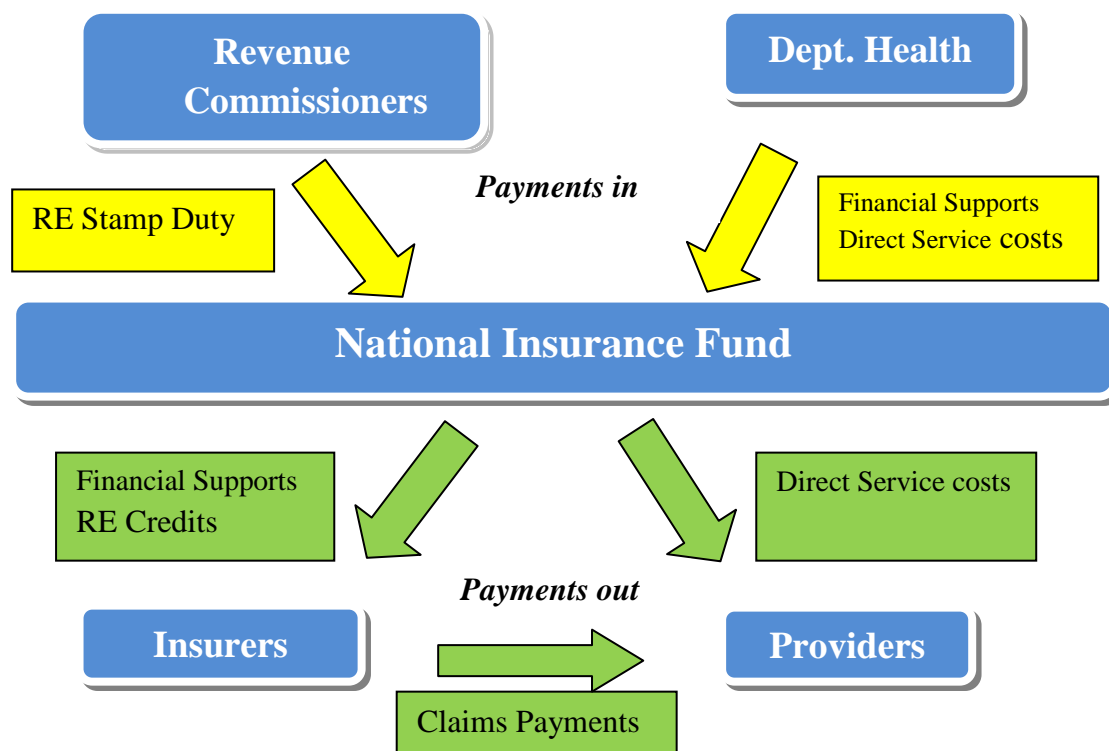 Revenue
Commissioners
Dept. Health
Payments in
RE Stamp Duty
Financial Supports
Direct Service costs
National Insurance Fund
Financial Supports
RE Credits
Direct Service costs
Payments out
Insurers
Providers
Claims Payments